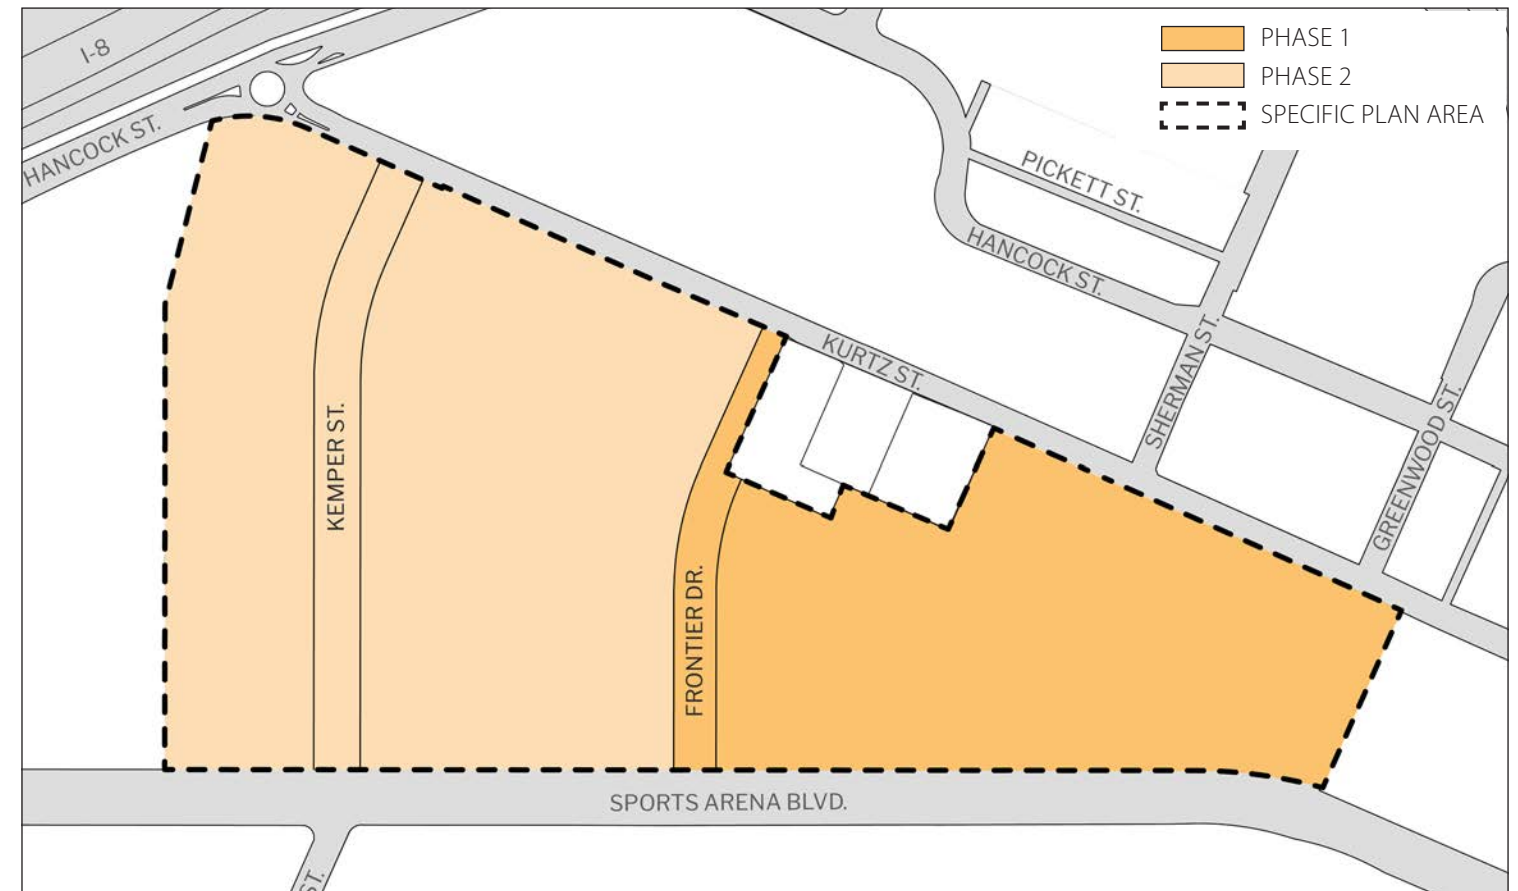 I-8
PHASE 1
PHASE 2
SPECIFIC PLAN AREA
HANCOCK ST.
PICKETT ST.
HANCOCK ST.
KURTZ ST.
SHERMAN ST.
GREENWOOD ST.
KEMPER ST.
FRONTIER DR.
SPORTS ARENA BLVD.
ST.